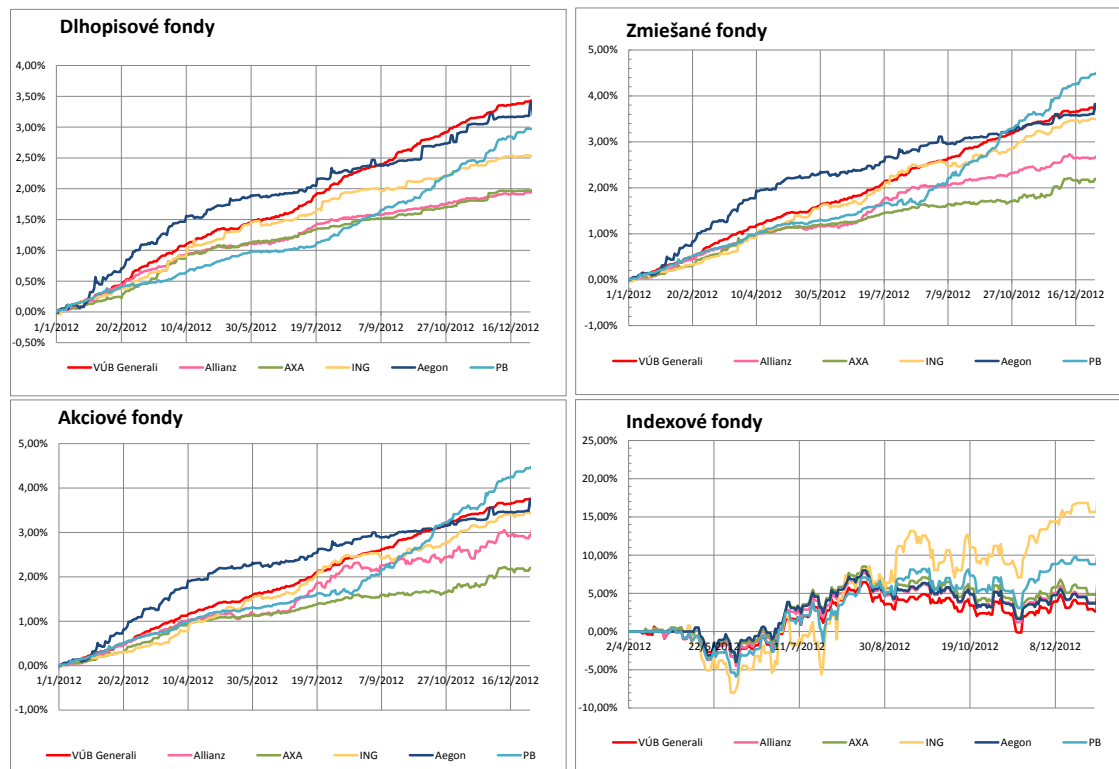 Dlhopisové fondy
4,00%
3,50%
3,00%
2,50%
2,00%
1,50%
1,00%
0,50%
0,00%
-0,50%
1/1/2012 20/2/2012 10/4/2012 30/5/2012 19/7/2012 7/9/2012 27/10/2012 16/12/2012
VÚB Generali Allianz AXA ING Aegon PB
Zmiešané fondy
5,00%
4,00%
3,00%
2,00%
1,00%
0,00%
-1,00%
1/1/2012 20/2/2012 10/4/2012 30/5/2012 19/7/2012 7/9/2012 27/10/2012 16/12/2012
VÚB Generali Allianz AXA ING Aegon PB
Akciové fondy
5,00%
4,00%
3,00%
2,00%
1,00%
0,00%
-1,00%
1/1/2012 20/2/2012 10/4/2012 30/5/2012 19/7/2012 7/9/2012 27/10/2012 16/12/2012
VÚB Generali Allianz AXA ING Aegon PB
Indexové fondy
25,00%
20,00%
15,00%
10,00%
5,00%
0,00%
-5,00%
-10,00%
2/4/2012 22/5/2012 11/7/2012 30/8/2012 19/10/2012 8/12/2012
VÚB Generali Allianz AXA ING Aegon PB